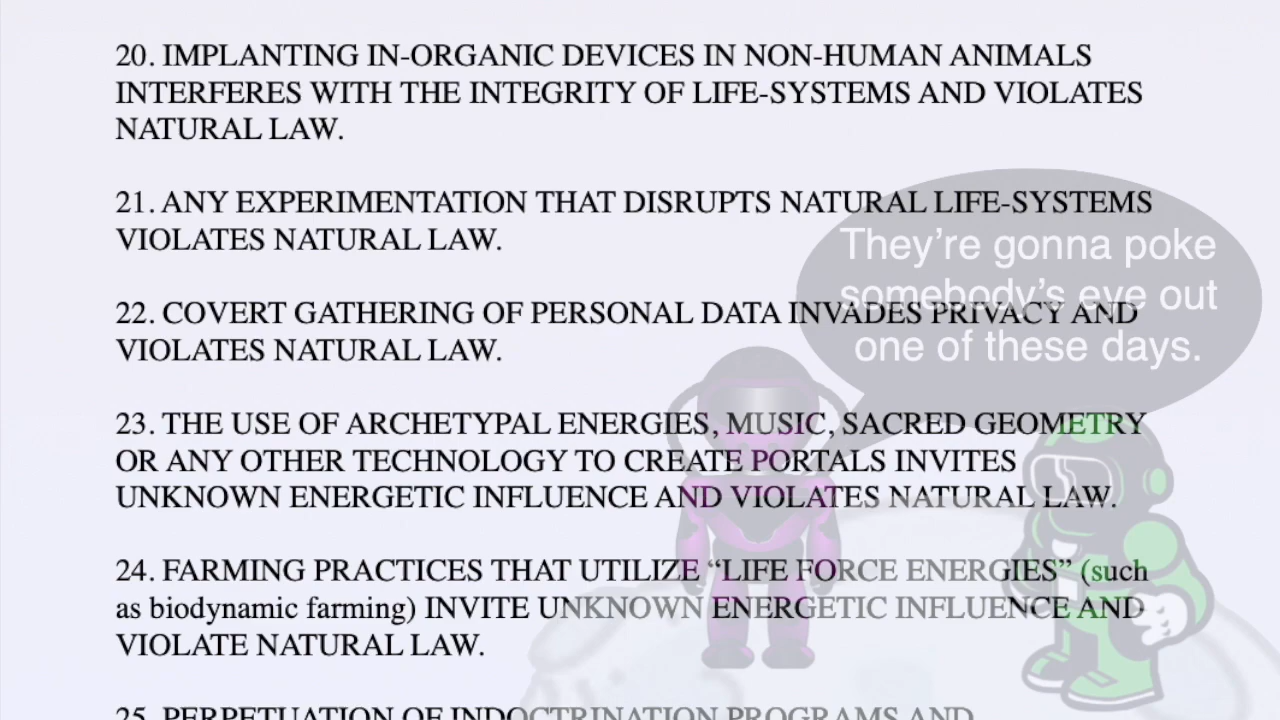 20. IMPLANTING IN-ORGANIC DEVICES IN NON-HUMAN ANIMALS
INTERFERES WITH THE INTEGRITY OF LIFE-SYSTEMS AND VIOLATES
NATURAL LAW.
21. ANY EXPERIMENTATION THAT DISRUPTS NATURAL LIFE-SYSTEMS
VIOLATES NATURAL LAW.
22. COVERT GATHERING OF PERSONAL DATA INVADES PRIVACY AND
VIOLATES NATURAL LAW.
23. THE USE OF ARCHETYPAL ENERGIES, MUSIC, SACRED GEOMETRY
OR ANY OTHER TECHNOLOGY TO CREATE PORTALS INVITES
UNKNOWN ENERGETIC INFLUENCE AND VIOLATES NATURAL LAW.
24. FARMING PRACTICES THAT UTILIZE “LIFE FORCE ENERGIES” (such
as biodynamic farming) INVITE UNKNOWN ENERGETIC INFLUENCE AND
VIOLATE NATURAL LAW.
25. PERPETUATION OF INDOCTRINATION PROGRAMS AND
They’re gonna poke
somebody’s eye out
one of these days.